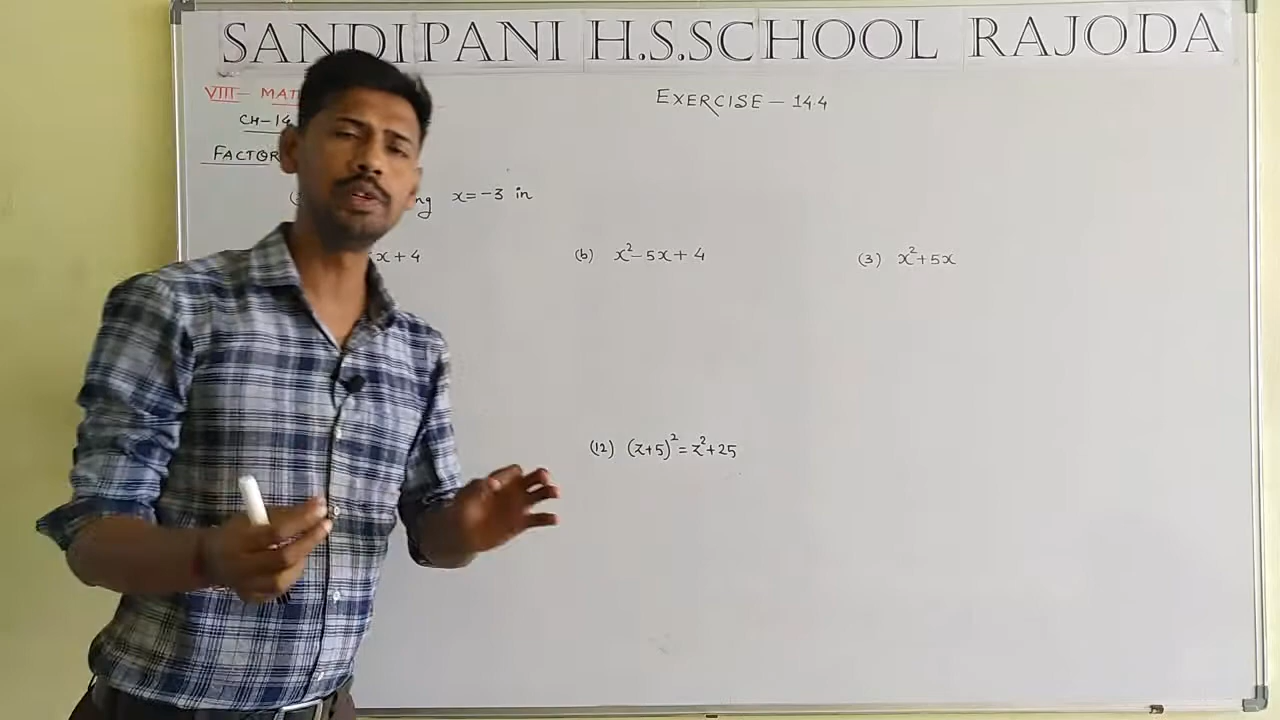 SANDIPANI H.S.SCHOOL RAJODA
VIII- MAT
EXERCISE - 14.4
CH-14
FACTOR
ng x=-3 in
x+4
(b) x²-5x+4
(3) x²+5x
(12) (z+5)²=z²+25